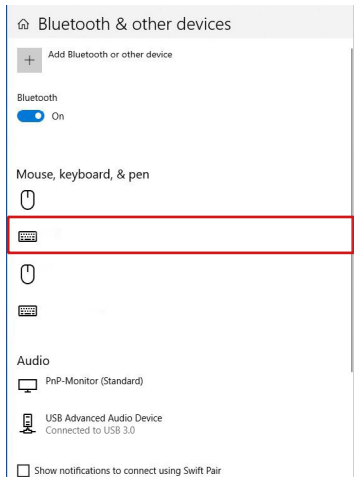 Bluetooth & other devices
Add Bluetooth or other device
Bluetooth
On
Mouse, keyboard, & pen
Audio
PnP-Monitor (Standard)
USB Advanced Audio Device
Connected to USB 3.0
Show notifications to connect using Swift Pair